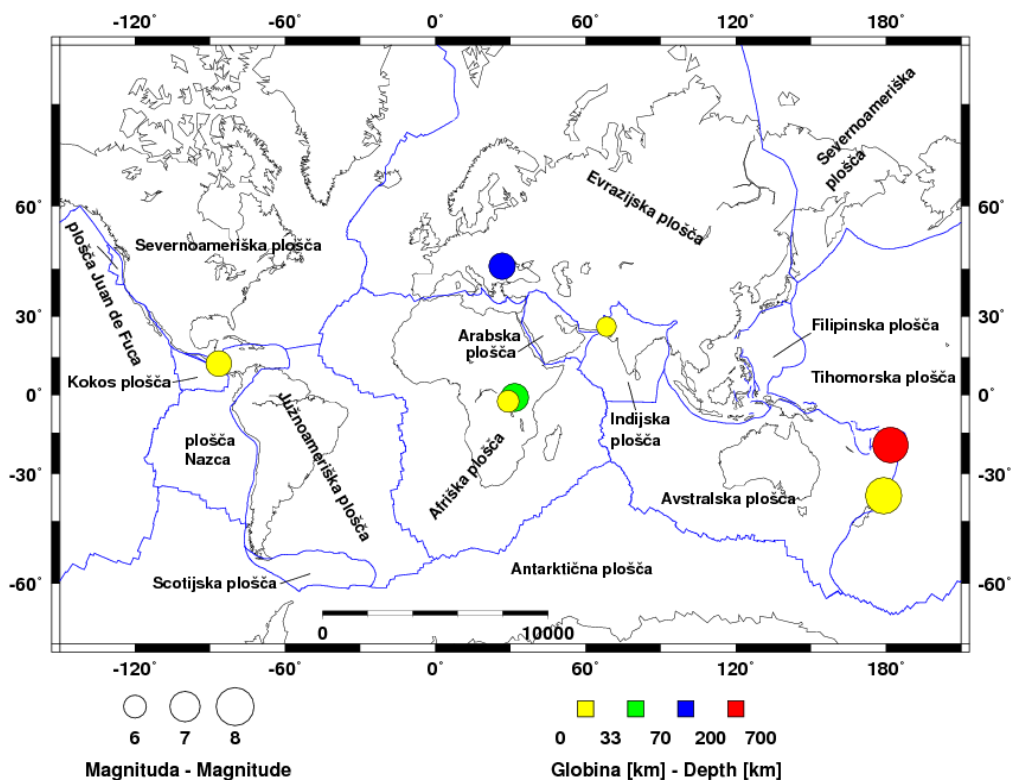 -120° -60° 0° 60° 120° 180°
Severnoameriška
plošča
Evrazijska plošča
60° 60°
plošča Juan de Fuca
Severnoameriška plošča
30° 30°
Arabska
plošča
Filipinska plošča
Kokos plošča
Tihomorska plošča
0° 0°
Južnoameriška plošča
Indijska
plošča
plošča
Nazca
Afriška plošča
-30° -30°
Avstralska plošča
Antarktična plošča
Scotijska plošča
-60° -60°
0 10000
-120° -60° 0° 60° 120° 180°
6 7 8
0 33 70 200 700
Magnituda - Magnitude
Globina [km] - Depth [km]